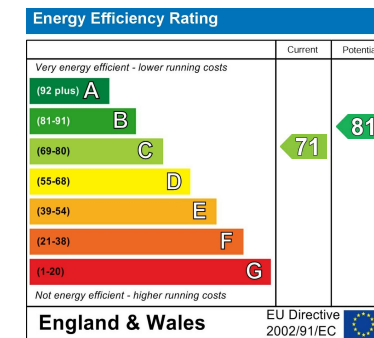 Energy Efficiency Rating
Current Potentia
Very energy efficient - lower running costs
(92 plus) A
(81-91) B
(69-80) C
(55-68) D
(39-54) E
(21-38) F
(1-20) G
71
81
Not energy efficient - higher running costs
England & Wales
EU Directive
2002/91/EC